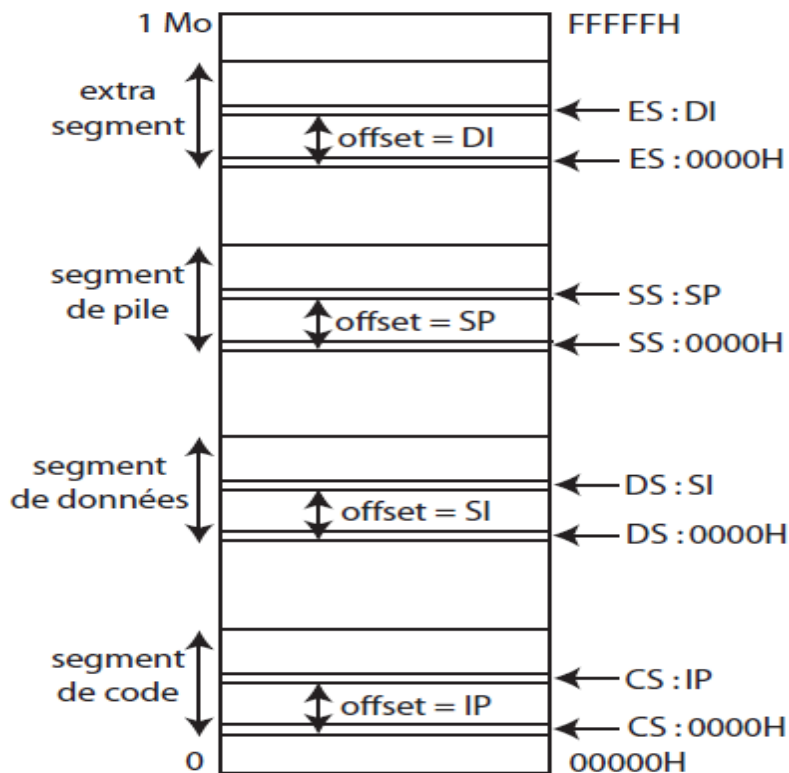 1 Mo
FFFFFH
extra
segment
offset = DI
ES : DI
ES : 0000H
segment
de pile
offset = SP
SS : SP
SS : 0000H
segment
de données
offset = SI
DS : SI
DS : 0000H
segment
de code
offset = IP
CS : IP
CS : 0000H
0
00000H